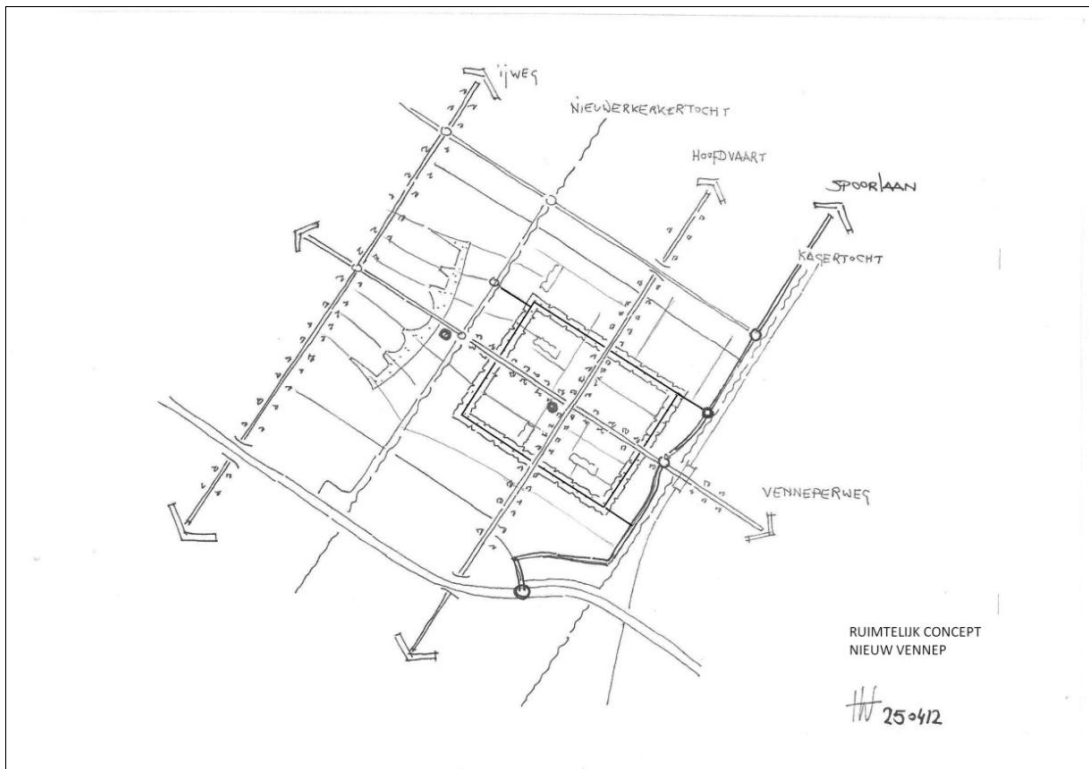 ijWEG
NIEUWERKERKERTOCHT
HOOFDVAART
SPOORLAAN
KAGERTOCHT
VENNEPERWEG
RUIMTELIJK CONCEPT
NIEUW VENNEP
250412